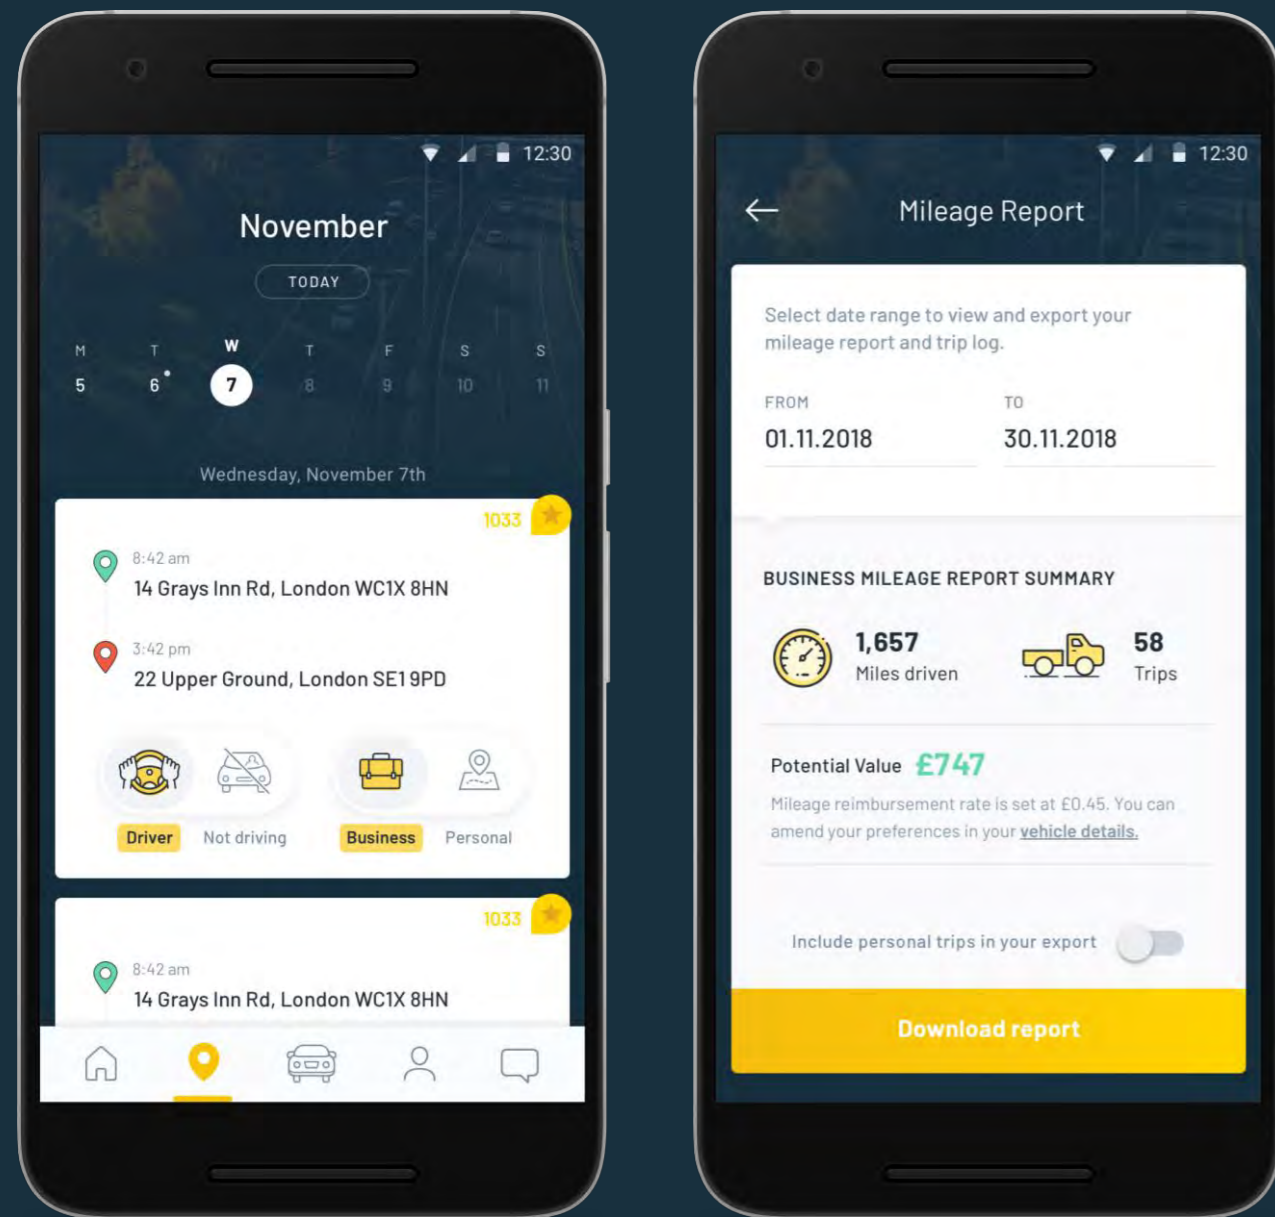 12:30
November
TODAY
M T W T F S S
5 6 7 8 9 10 11
Wednesday, November 7th
1033
8:42 am
14 Grays Inn Rd, London WC1X 8HN
3:42 pm
22 Upper Ground, London SE1 9PD
Driver Not driving Business Personal
1033
8:42 am
14 Grays Inn Rd, London WC1X 8HN
12:30
Mileage Report
Select date range to view and export your
mileage report and trip log.
FROM TO
01.11.2018 30.11.2018
BUSINESS MILEAGE REPORT SUMMARY
1,657 58
Miles driven Trips
Potential Value £747
Mileage reimbursement rate is set at £0.45. You can
amend your preferences in your vehicle details.
Include personal trips in your export
Download report